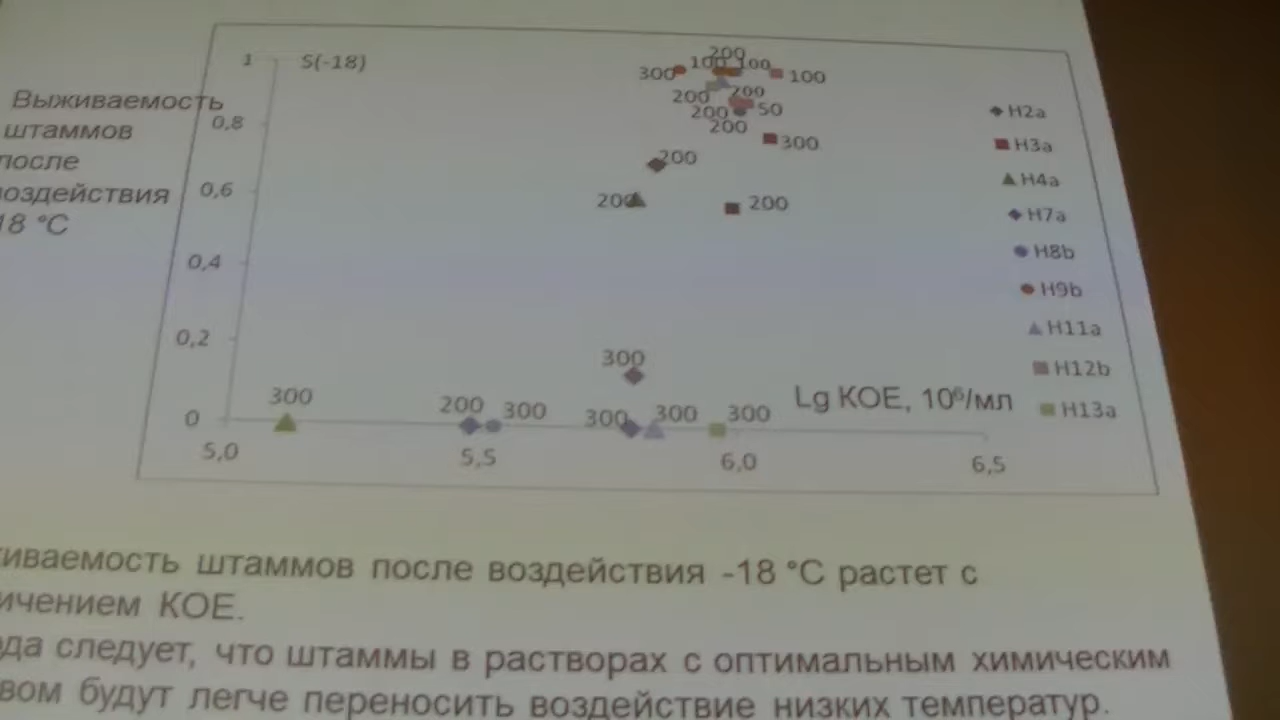 Выживаемость
штаммов
после
воздействия
18 °С
1
S(-18)
0,8
0,6
0,4
0,2
0
5,0
5,5
6,0
6,5
Lg КОЕ, 10⁶/мл
200
100
100
300
100
200
200
200
50
200
300
200
200
200
300
300
200
300
300
300
300
H2a
H3a
H4a
H7a
H8b
H9b
H11a
H12b
H13a
живаемость штаммов после воздействия -18 °С растет с
ичением КОЕ.
да следует, что штаммы в растворах с оптимальным химическим
вом будут легче переносить воздействие низких температур.